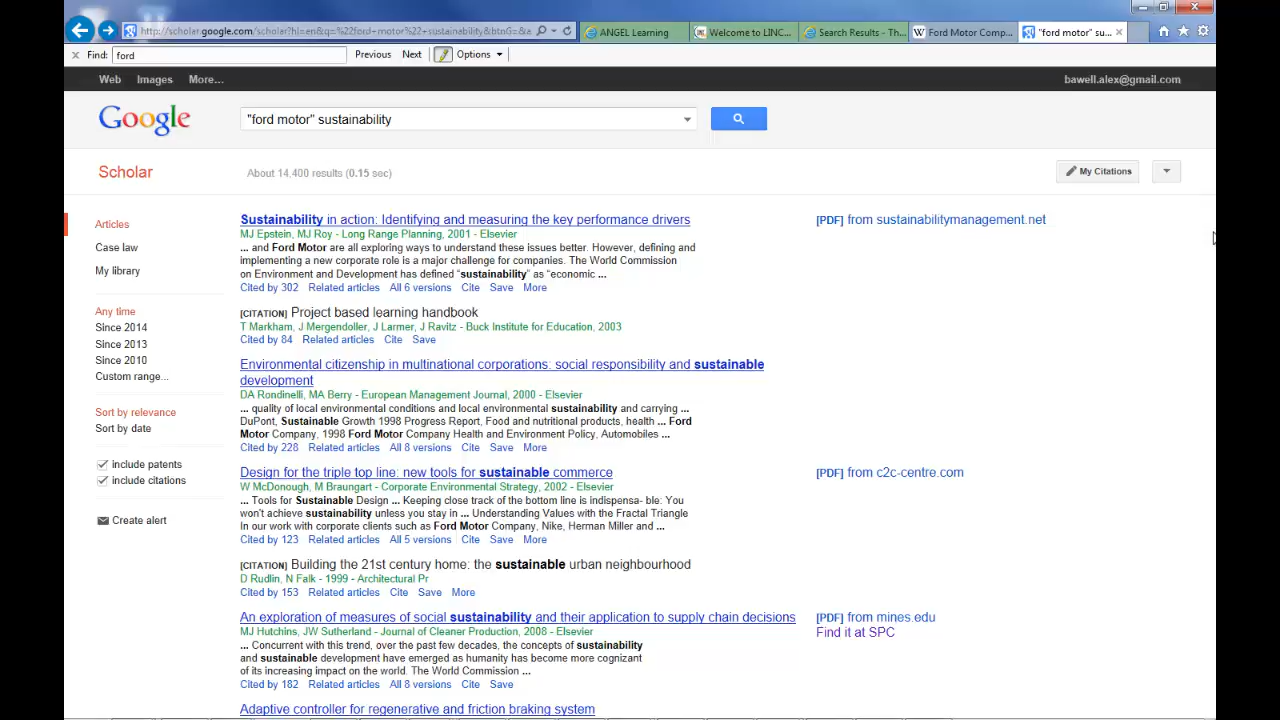 http://scholar.google.com/scholar?hl=en&q=%22ford+motor%22+sustainability&btnG=&a
ANGEL Learning
Welcome to LINC...
Search Results - Th...
Ford Motor Comp...
"ford motor" su...
Find: ford
Previous
Next
Options
Web
Images
More...
bawell.alex@gmail.com
Google
"ford motor" sustainability
Scholar
About 14,400 results (0.15 sec)
My Citations
Articles
Case law
My library
Any time
Since 2014
Since 2013
Since 2010
Custom range...
Sort by relevance
Sort by date
include patents
include citations
Create alert
Sustainability in action: Identifying and measuring the key performance drivers
MJ Epstein, MJ Roy - Long Range Planning, 2001 - Elsevier
... and Ford Motor are all exploring ways to understand these issues better. However, defining and
implementing a new corporate role is a major challenge for companies. The World Commission
on Environment and Development has defined “sustainability” as “economic ...
Cited by 302 Related articles All 6 versions Cite Save More
[PDF] from sustainabilitymanagement.net
[CITATION] Project based learning handbook
T Markham, J Mergendoller, J Larmer, J Ravitz - Buck Institute for Education, 2003
Cited by 84 Related articles Cite Save
Environmental citizenship in multinational corporations: social responsibility and sustainable
development
DA Rondinelli, MA Berry - European Management Journal, 2000 - Elsevier
... quality of local environmental conditions and local environmental sustainability and carrying ...
DuPont, Sustainable Growth 1998 Progress Report, Food and nutritional products, health ... Ford
Motor Company, 1998 Ford Motor Company Health and Environment Policy, Automobiles ...
Cited by 228 Related articles All 8 versions Cite Save More
Design for the triple top line: new tools for sustainable commerce
W McDonough, M Braungart - Corporate Environmental Strategy, 2002 - Elsevier
... Tools for Sustainable Design ... Keeping close track of the bottom line is indispensa- ble: You
won't achieve sustainability unless you stay in ... Understanding Values with the Fractal Triangle
In our work with corporate clients such as Ford Motor Company, Nike, Herman Miller and ...
Cited by 123 Related articles All 5 versions Cite Save More
[PDF] from c2c-centre.com
[CITATION] Building the 21st century home: the sustainable urban neighbourhood
D Rudlin, N Falk - 1999 - Architectural Pr
Cited by 153 Related articles Cite Save More
An exploration of measures of social sustainability and their application to supply chain decisions
MJ Hutchins, JW Sutherland - Journal of Cleaner Production, 2008 - Elsevier
... Concurrent with this trend, over the past few decades, the concepts of sustainability
and sustainable development have emerged as humanity has become more cognizant
of its increasing impact on the world. The World Commission ...
Cited by 182 Related articles All 8 versions Cite Save
[PDF] from mines.edu
Find it at SPC
Adaptive controller for regenerative and friction braking system